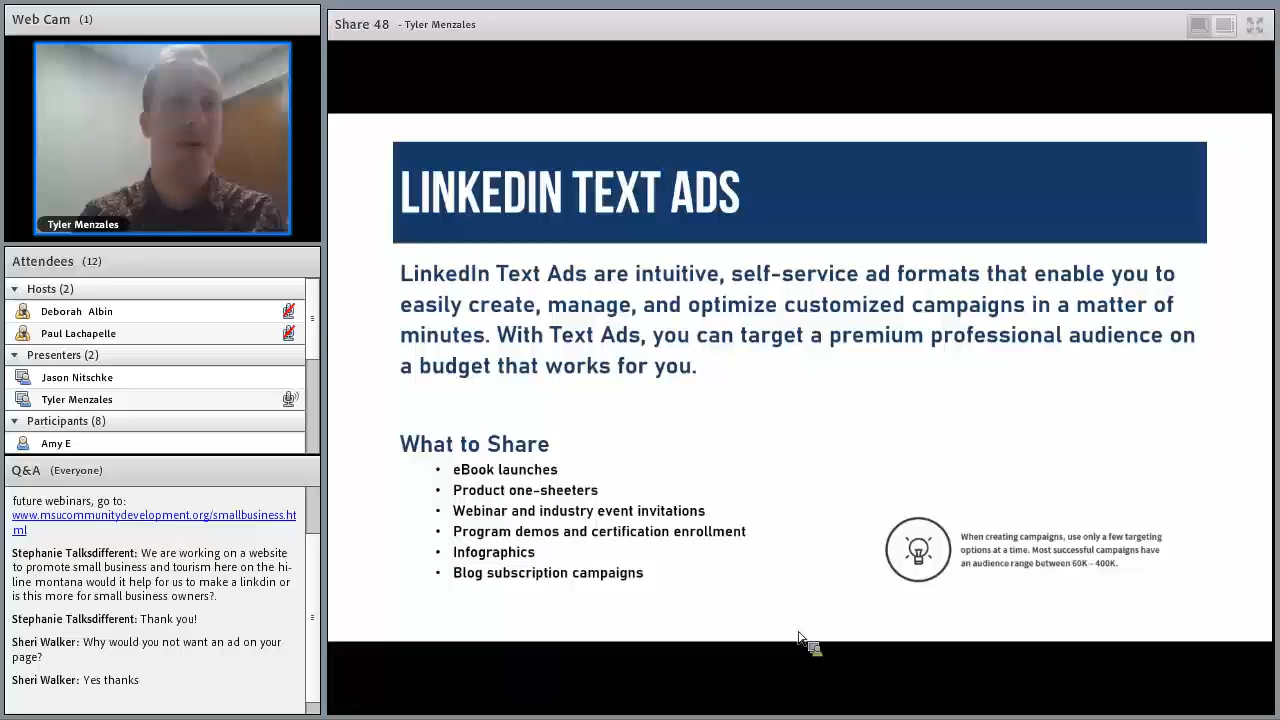 Web Cam (1)
Tyler Menzales
Attendees (12)
Hosts (2)
Deborah Albin
Paul Lachapelle
Presenters (2)
Jason Nitschke
Tyler Menzales
Participants (8)
Amy E
Q&A (Everyone)
future webinars, go to:
www.msucommunitydevelopment.org/smallbusiness.ht
ml
Stephanie Talksdifferent: We are working on a website
to promote small business and tourism here on the hi-
line montana would it help for us to make a linkdin or
is this more for small business owners?.
Stephanie Talksdifferent: Thank you!
Sheri Walker: Why would you not want an ad on your
page?
Sheri Walker: Yes thanks
Share 48 - Tyler Menzales
LINKEDIN TEXT ADS
LinkedIn Text Ads are intuitive, self-service ad formats that enable you to
easily create, manage, and optimize customized campaigns in a matter of
minutes. With Text Ads, you can target a premium professional audience on
a budget that works for you.
What to Share
• eBook launches
• Product one-sheeters
• Webinar and industry event invitations
• Program demos and certification enrollment
• Infographics
• Blog subscription campaigns
When creating campaigns, use only a few targeting
options at a time. Most successful campaigns have
an audience range between 60K – 400K.